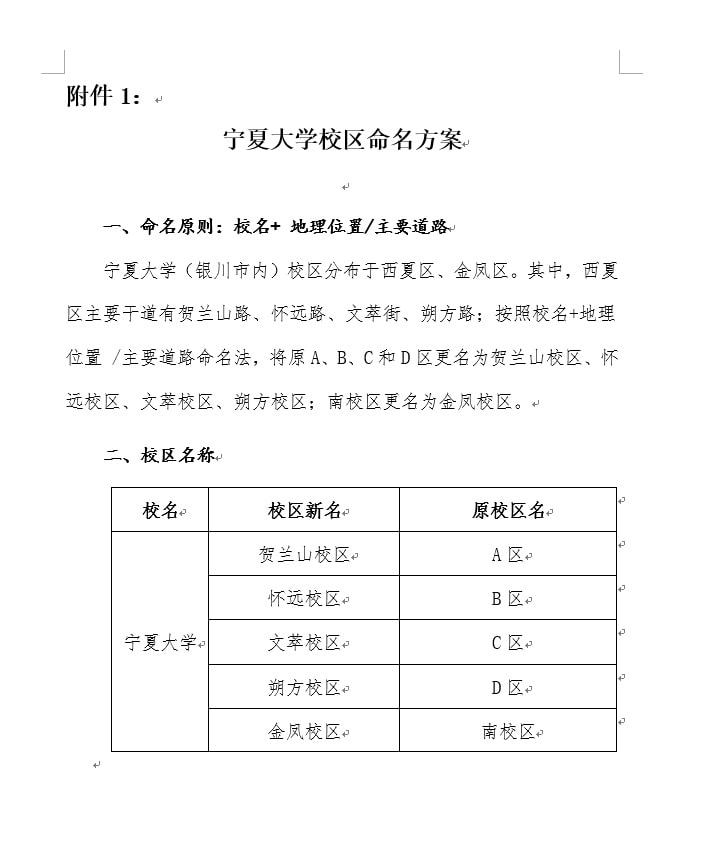 附件1：
宁夏大学校区命名方案
一、命名原则：校名+ 地理位置/主要道路
宁夏大学（银川市内）校区分布于西夏区、金凤区。其中，西夏
区主要干道有贺兰山路、怀远路、文萃街、朔方路；按照校名+地理
位置 /主要道路命名法，将原A、B、C和D区更名为贺兰山校区、怀
远校区、文萃校区、朔方校区；南校区更名为金凤校区。
二、校区名称
校名 校区新名 原校区名
贺兰山校区 A区
怀远校区 B区
宁夏大学 文萃校区 C区
朔方校区 D区
金凤校区 南校区